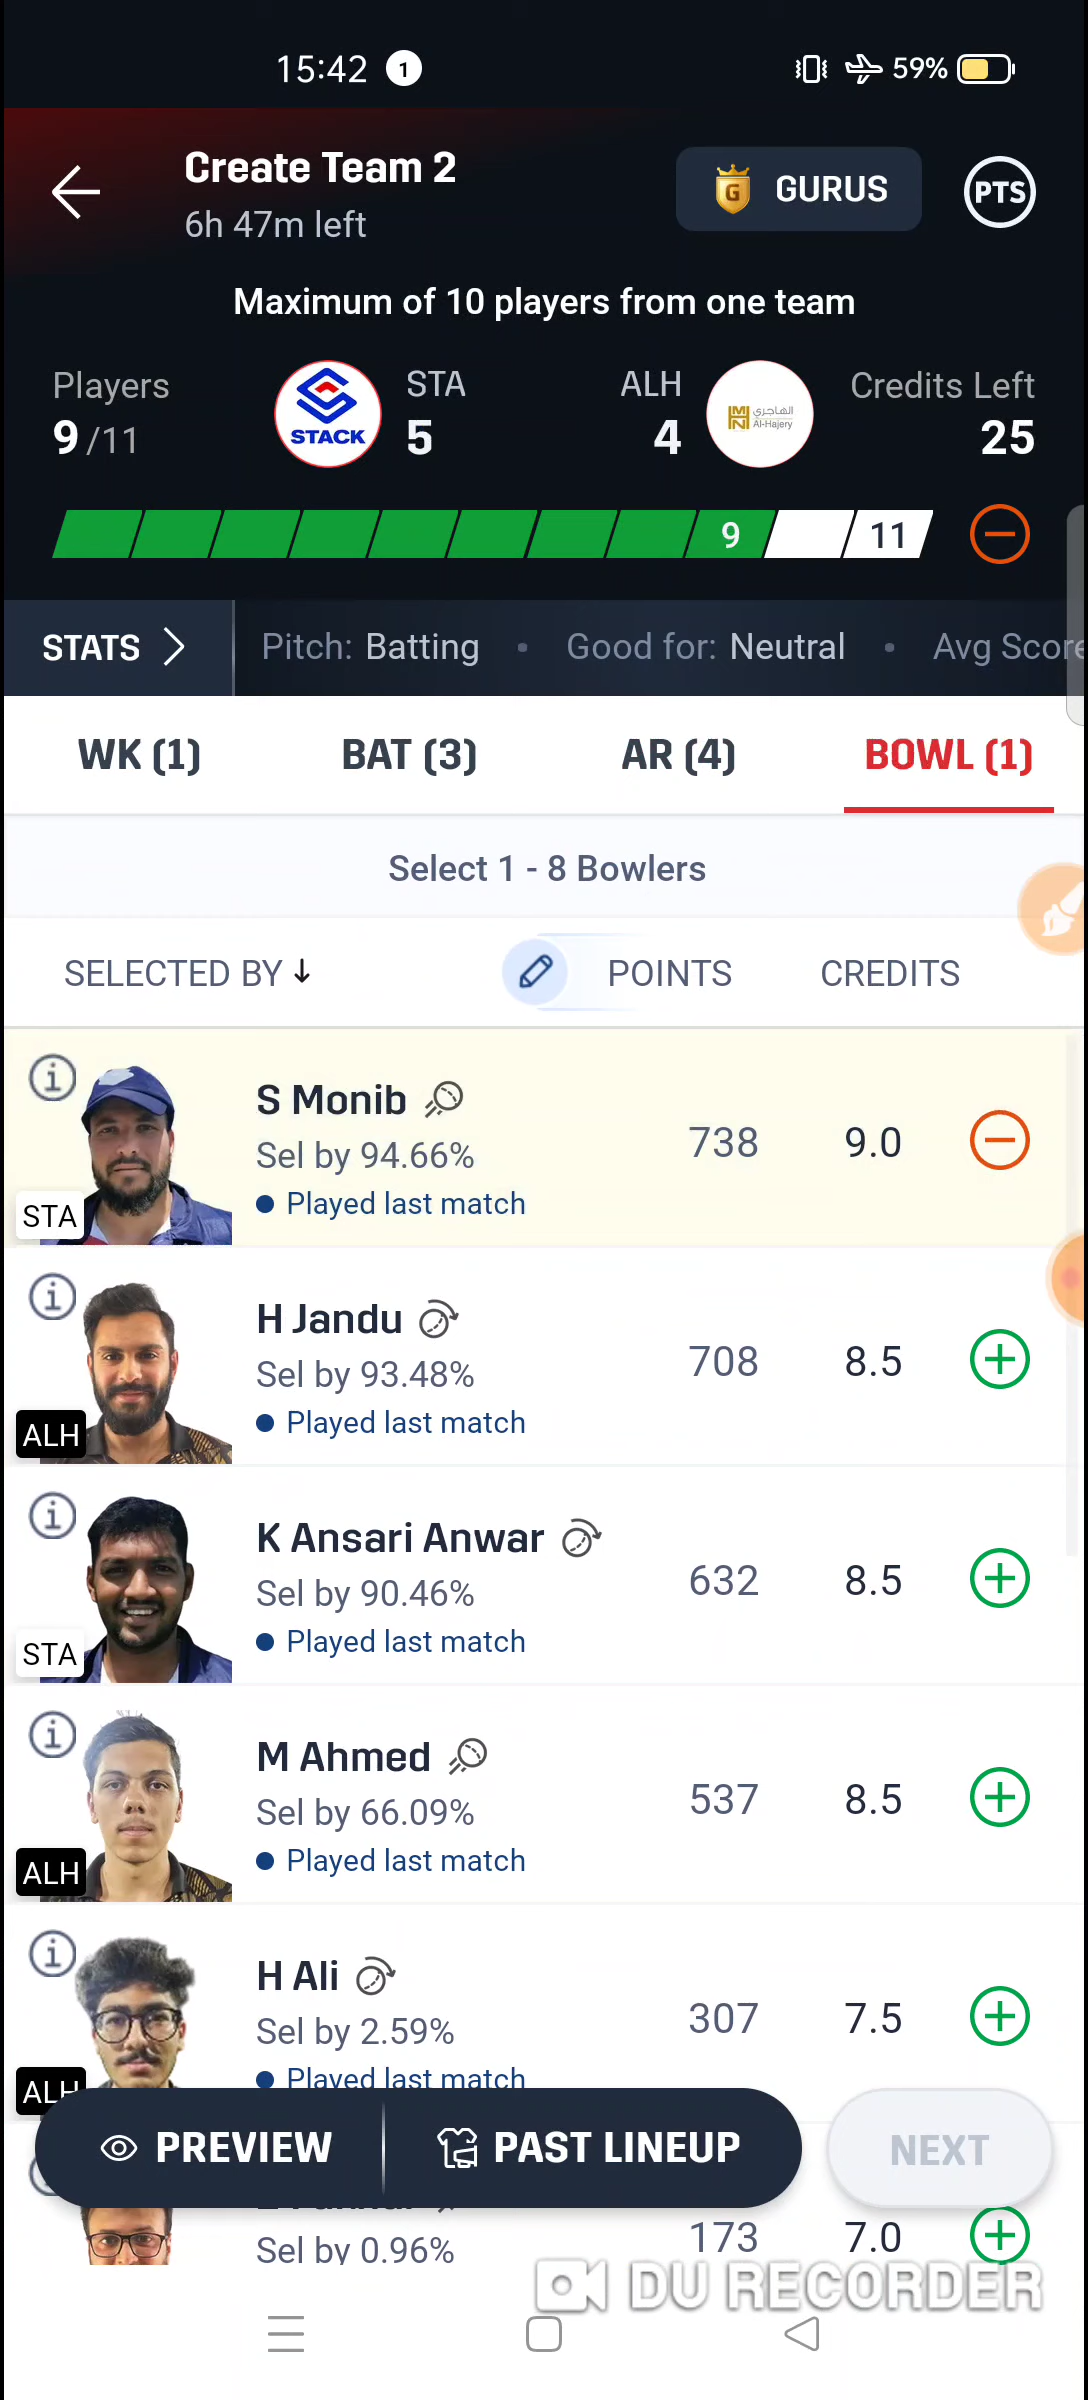 15:42 1 59%
Create Team 2
6h 47m left
G GURUS
PTS
Maximum of 10 players from one team
Players
9/11
STACK
STA
5
ALH
4
الهاجري
Al-Hajery
Credits Left
25
9 11
STATS Pitch: Batting • Good for: Neutral • Avg Score
WK (1) BAT (3) AR (4) BOWL (1)
Select 1 - 8 Bowlers
SELECTED BY ↓ POINTS CREDITS
S Monib
Sel by 94.66% 738 9.0
Played last match
STA
H Jandu
Sel by 93.48% 708 8.5
Played last match
ALH
K Ansari Anwar
Sel by 90.46% 632 8.5
Played last match
STA
M Ahmed
Sel by 66.09% 537 8.5
Played last match
ALH
H Ali
Sel by 2.59% 307 7.5
Played last match
ALH
PREVIEW PAST LINEUP NEXT
Sel by 0.96% 173 7.0
DU RECORDER